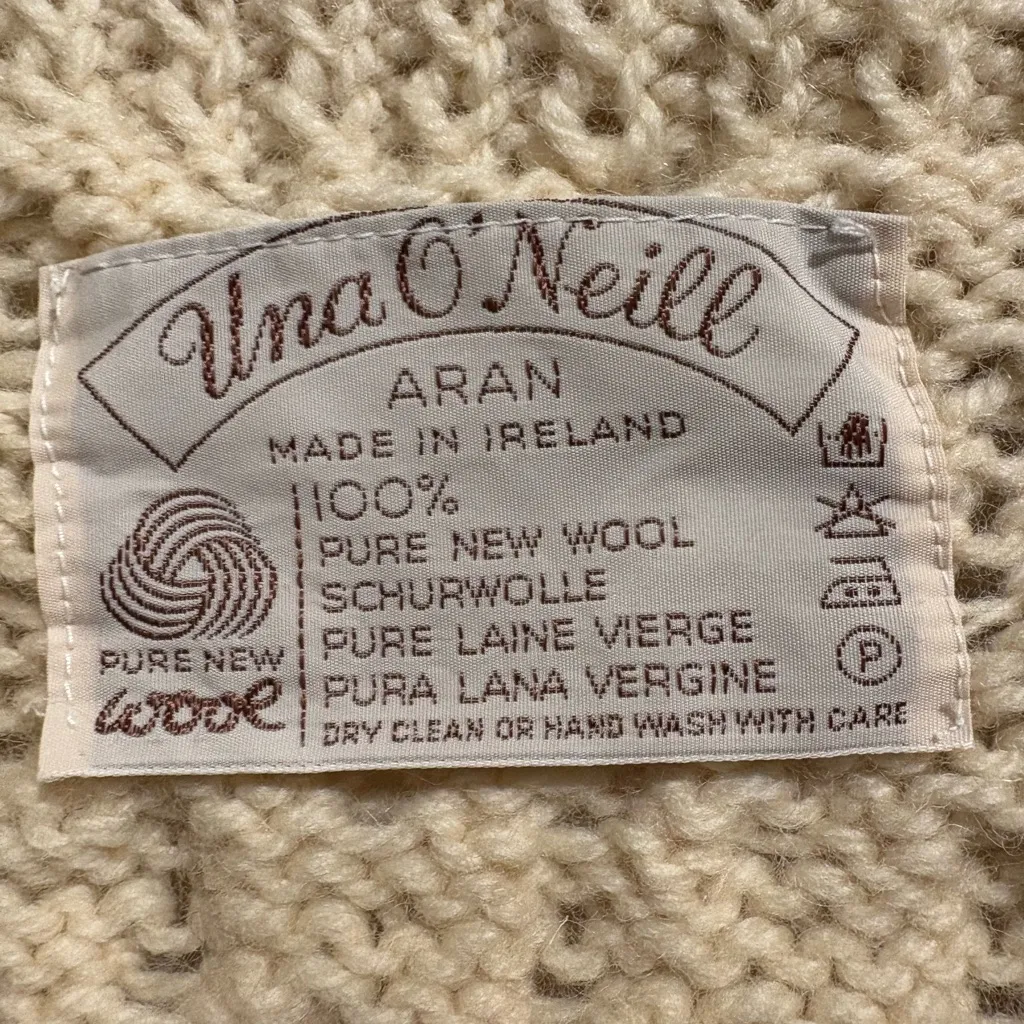 Una O'Neill
ARAN
MADE IN IRELAND
100%
PURE NEW WOOL
SCHURWOLLE
PURE LAINE VIERGE
PURA LANA VERGINE
DRY CLEAN OR HAND WASH WITH CARE
PURE NEW
wool
P